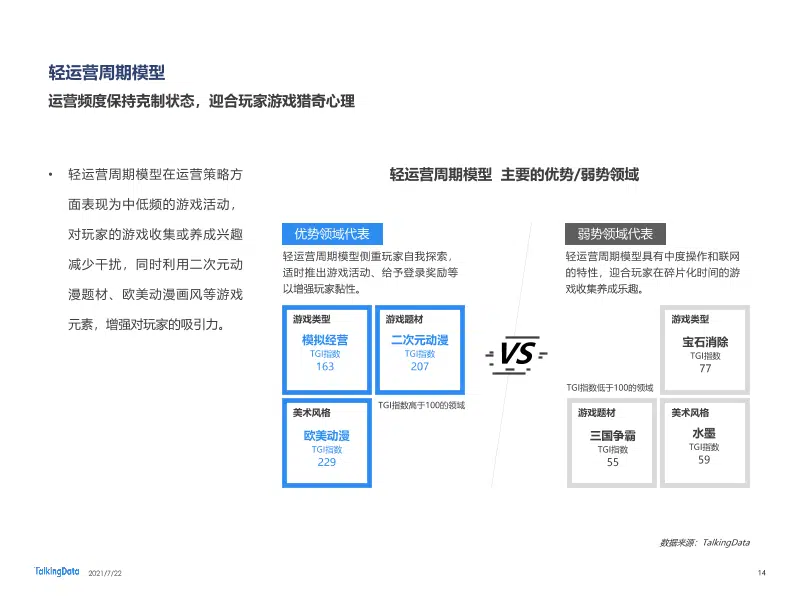 轻运营周期模型
运营频度保持克制状态，迎合玩家游戏猎奇心理
• 轻运营周期模型在运营策略方
面表现为中低频的游戏活动，
对玩家的游戏收集或养成兴趣
减少干扰，同时利用二次元动
漫题材、欧美动漫画风等游戏
元素，增强对玩家的吸引力。
轻运营周期模型 主要的优势/弱势领域
优势领域代表
轻运营周期模型侧重玩家自我探索，
适时推出游戏活动、给予登录奖励等
以增强玩家黏性。
游戏类型
模拟经营
TGI指数
163
游戏题材
二次元动漫
TGI指数
207
美术风格
欧美动漫
TGI指数
229
TGI指数高于100的领域
VS
弱势领域代表
轻运营周期模型具有中度操作和联网
的特性，迎合玩家在碎片化时间的游
戏收集养成乐趣。
游戏类型
宝石消除
TGI指数
77
TGI指数低于100的领域
游戏题材
三国争霸
TGI指数
55
美术风格
水墨
TGI指数
59
数据来源：TalkingData
TalkingData 2021/7/22
14